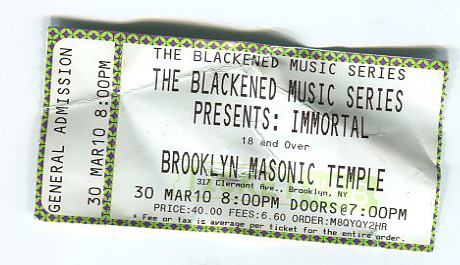 GENERAL ADMISSION
30 MAR10 8:00PM
THE BLACKENED MUSIC SERIES
THE BLACKENED MUSIC SERIES
PRESENTS: IMMORTAL
18 and Over
BROOKLYN MASONIC TEMPLE
317 Clermont Ave., Brooklyn, NY
30 MAR10 8:00PM DOORS@7:00PM
PRICE:40.00 FEES:6.60 ORDER:M8QYQY2HR
* Fee or tax is average per ticket for the entire order.